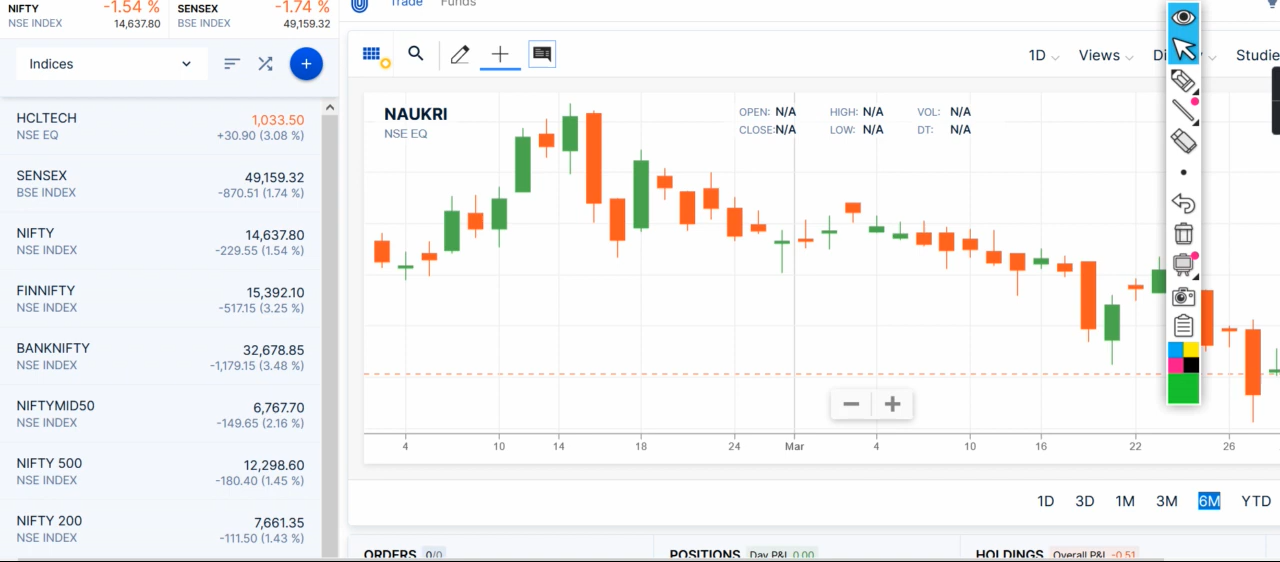 NIFTY -1.54 % SENSEX -1.74 %
NSE INDEX 14,637.80 BSE INDEX 49,159.32
Trade Funds
Indices
1D Views Studie
HCLTECH 1,033.50
NSE EQ +30.90 (3.08 %)
SENSEX 49,159.32
BSE INDEX -870.51 (1.74 %)
NIFTY 14,637.80
NSE INDEX -229.55 (1.54 %)
FINNIFTY 15,392.10
NSE INDEX -517.15 (3.25 %)
BANKNIFTY 32,678.85
NSE INDEX -1,179.15 (3.48 %)
NIFTYMID50 6,767.70
NSE INDEX -149.65 (2.16 %)
NIFTY 500 12,298.60
NSE INDEX -180.40 (1.45 %)
NIFTY 200 7,661.35
NSE INDEX -111.50 (1.43 %)
NAUKRI
NSE EQ
OPEN: N/A HIGH: N/A VOL: N/A
CLOSE:N/A LOW: N/A DT: N/A
4 10 14 18 24 Mar 4 10 16 22 26
1D 3D 1M 3M 6M YTD
ORDERS 0/0 POSITIONS Day P&L 0.00 HOLDINGS Overall P&L -0.51